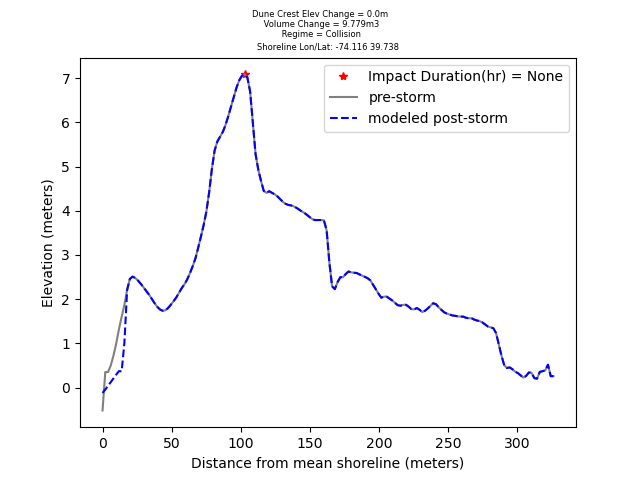 Dune Crest Elev Change = 0.0m
Volume Change = 9.779m3
Regime = Collision
Shoreline Lon/Lat: -74.116 39.738
Impact Duration(hr) = None
pre-storm
modeled post-storm
7
6
5
4
3
2
1
0
Elevation (meters)
0 50 100 150 200 250 300
Distance from mean shoreline (meters)